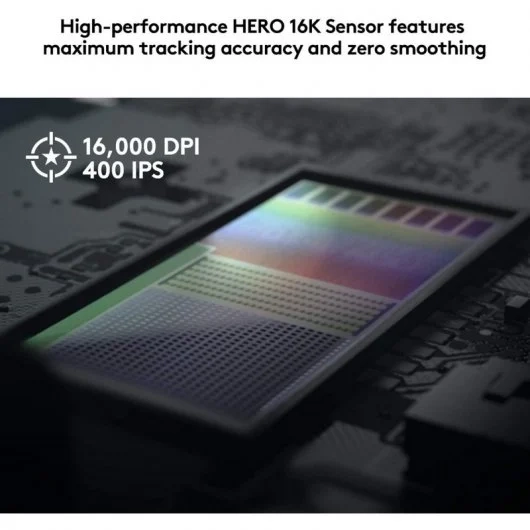 High-performance HERO 16K Sensor features
maximum tracking accuracy and zero smoothing
16,000 DPI
400 IPS